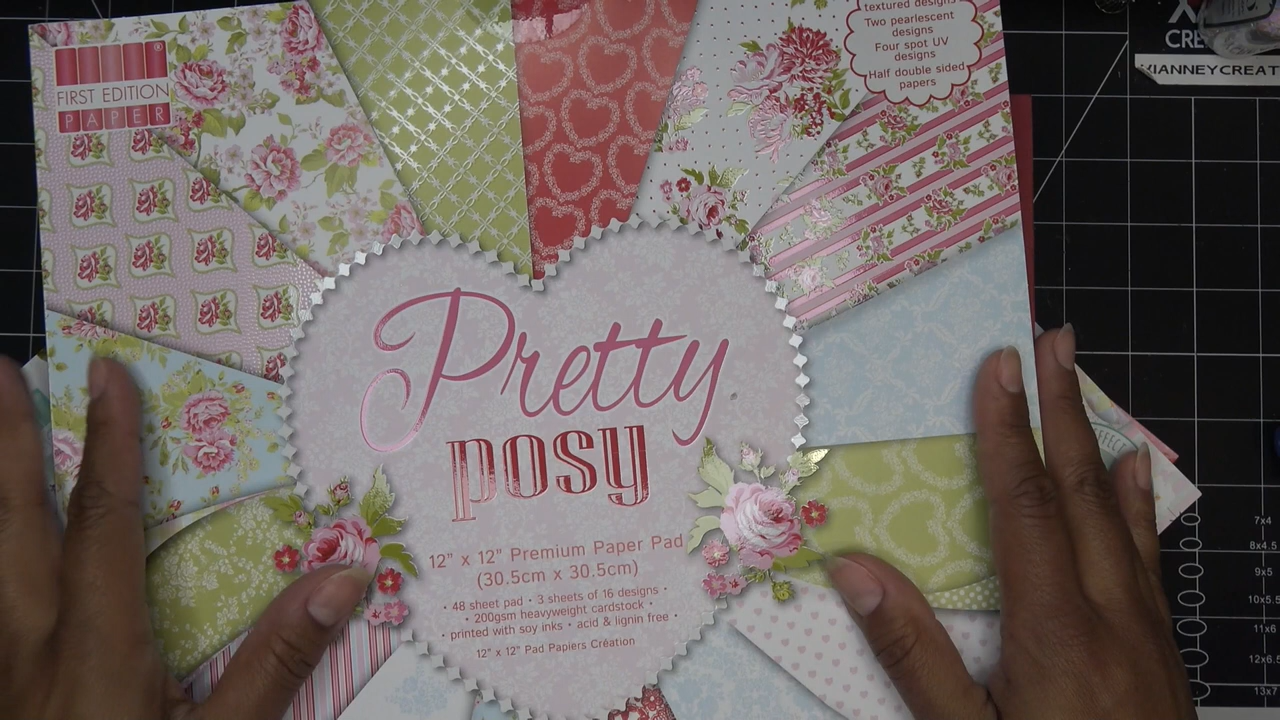 FIRST EDITION
PAPER
textured designs
Two pearlescent
designs
Four spot UV
designs
Half double sided
papers
Pretty
posy
12" x 12" Premium Paper Pad
(30.5cm x 30.5cm)
• 48 sheet pad • 3 sheets of 16 designs •
• 200gsm heavyweight cardstock •
• printed with soy inks • acid & lignin free •
12" x 12" Pad Papiers Création
7x4
8x4.5
9x5
10x5.5
11x6
12x6.5
13x7